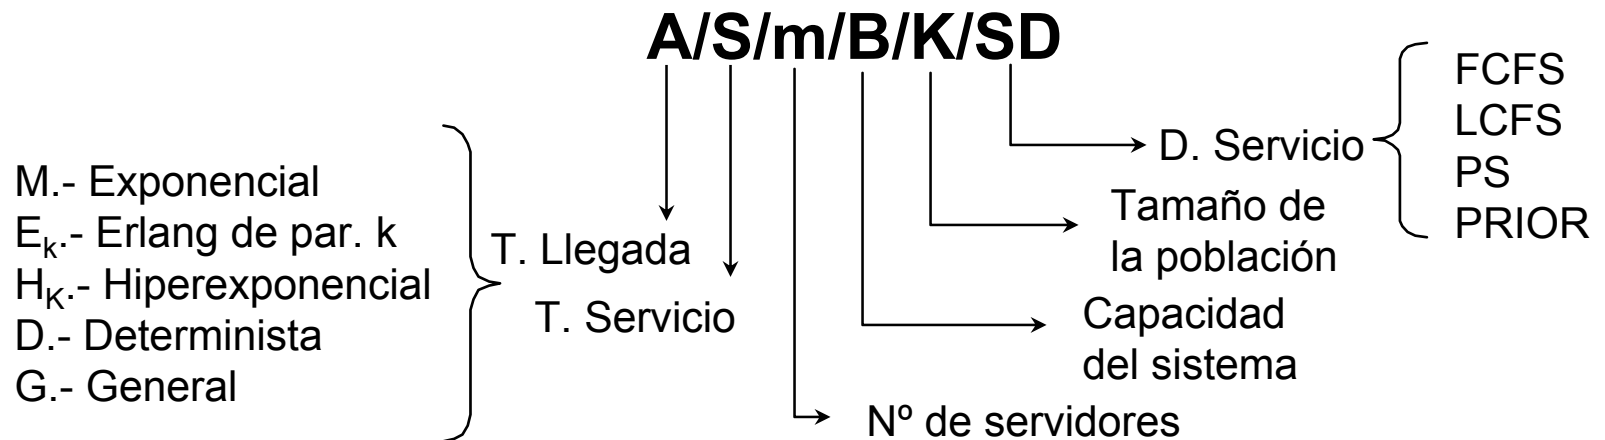 A/S/m/B/K/SD
M.- Exponencial
Eₖ.- Erlang de par. k
H_K.- Hiperexponencial
D.- Determinista
G.- General
T. Llegada
T. Servicio
Nº de servidores
Capacidad
del sistema
Tamaño de
la población
D. Servicio
FCFS
LCFS
PS
PRIOR